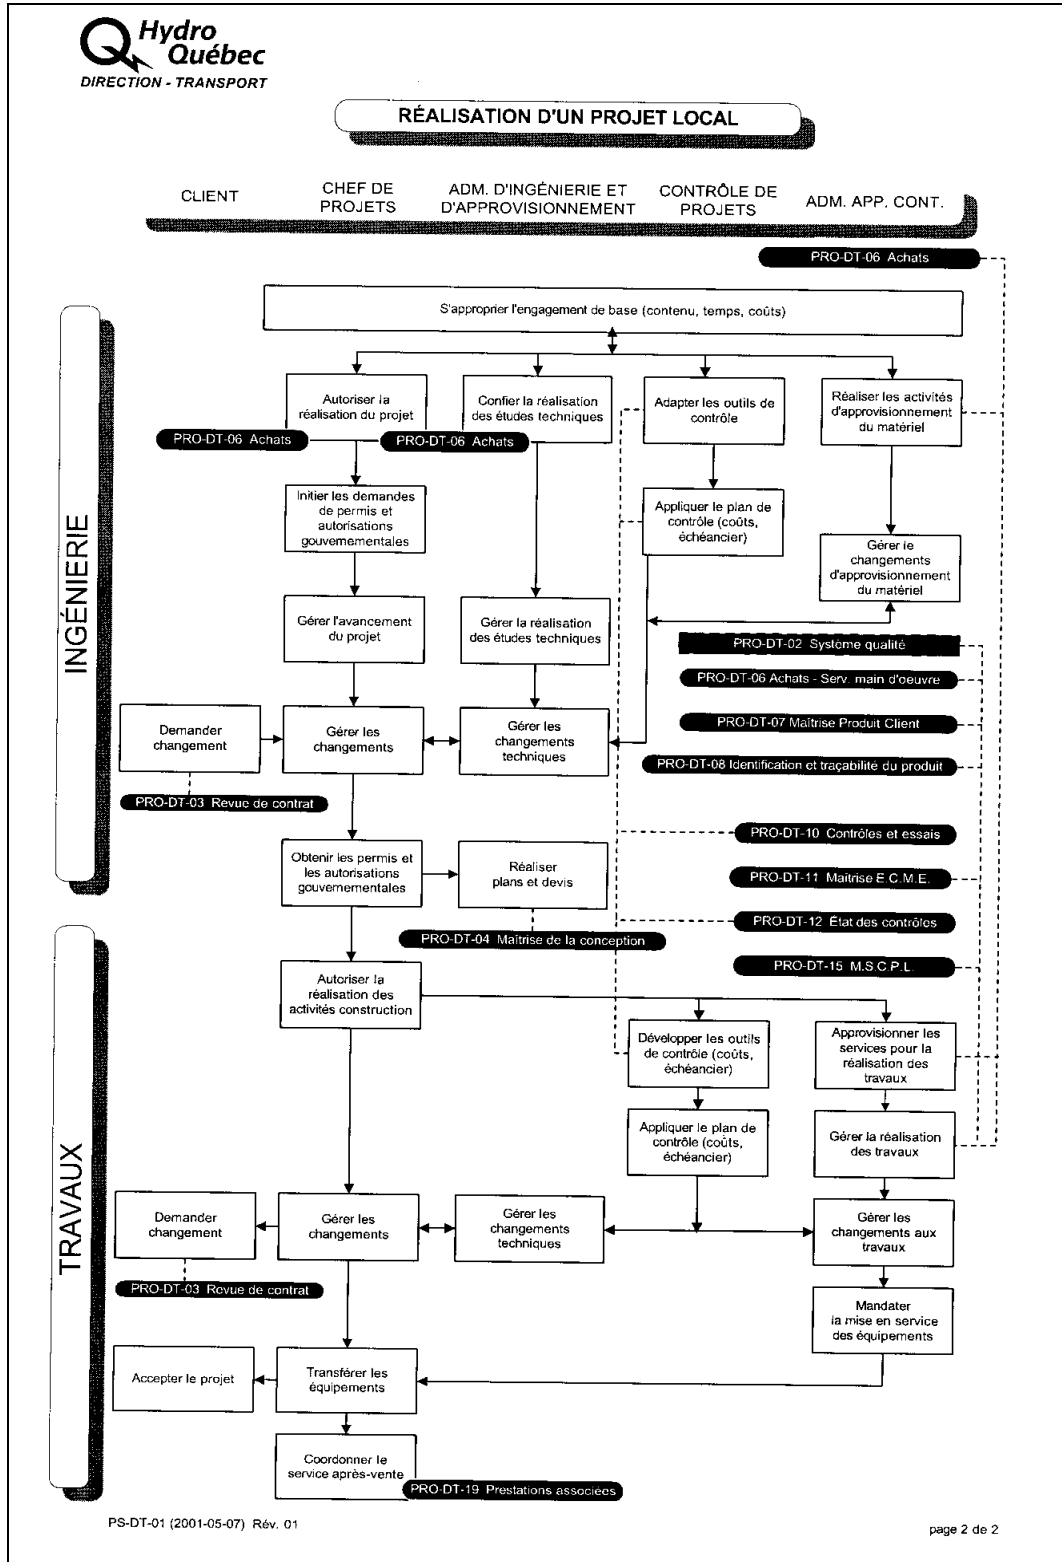 Hydro
Québec
DIRECTION - TRANSPORT
RÉALISATION D'UN PROJET LOCAL
CLIENT
CHEF DE
PROJETS
ADM. D'INGÉNIERIE ET
D'APPROVISIONNEMENT
CONTRÔLE DE
PROJETS
ADM. APP. CONT.
PRO-DT-06 Achats
S'approprier l'engagement de base (contenu, temps, coûts)
INGÉNIERIE
Autoriser la
réalisation du projet
Confier la réalisation
des études techniques
Adapter les outils de
contrôle
Réaliser les activités
d'approvisionnement
du matériel
PRO-DT-06 Achats
PRO-DT-06 Achats
Initier les demandes
de permis et
autorisations
gouvernementales
Appliquer le plan de
contrôle (coûts,
échéancier)
Gérer le
changements
d'approvisionnement
du matériel
Gérer l'avancement
du projet
Gérer la réalisation
des études techniques
PRO-DT-02 Système qualité
PRO-DT-06 Achats - Serv. main d'oeuvre
PRO-DT-07 Maîtrise Produit Client
PRO-DT-08 Identification et traçabilité du produit
Demander
changement
Gérer les
changements
Gérer les
changements
techniques
PRO-DT-03 Revue de contrat
PRO-DT-10 Contrôles et essais
PRO-DT-11 Maîtrise E.C.M.E.
PRO-DT-12 État des contrôles
PRO-DT-15 M.S.C.P.L.
Obtenir les permis et
les autorisations
gouvernementales
Réaliser
plans et devis
PRO-DT-04 Maîtrise de la conception
TRAVAUX
Autoriser la
réalisation des
activités construction
Développer les outils
de contrôle (coûts,
échéancier)
Approvisionner les
services pour la
réalisation des
travaux
Appliquer le plan de
contrôle (coûts,
échéancier)
Gérer la réalisation
des travaux
Demander
changement
Gérer les
changements
Gérer les
changements
techniques
Gérer les
changements aux
travaux
PRO-DT-03 Revue de contrat
Mandater
la mise en service
des équipements
Accepter le projet
Transférer les
équipements
Coordonner le
service après-vente
PRO-DT-19 Prestations associées
PS-DT-01 (2001-05-07) Rév. 01
page 2 de 2